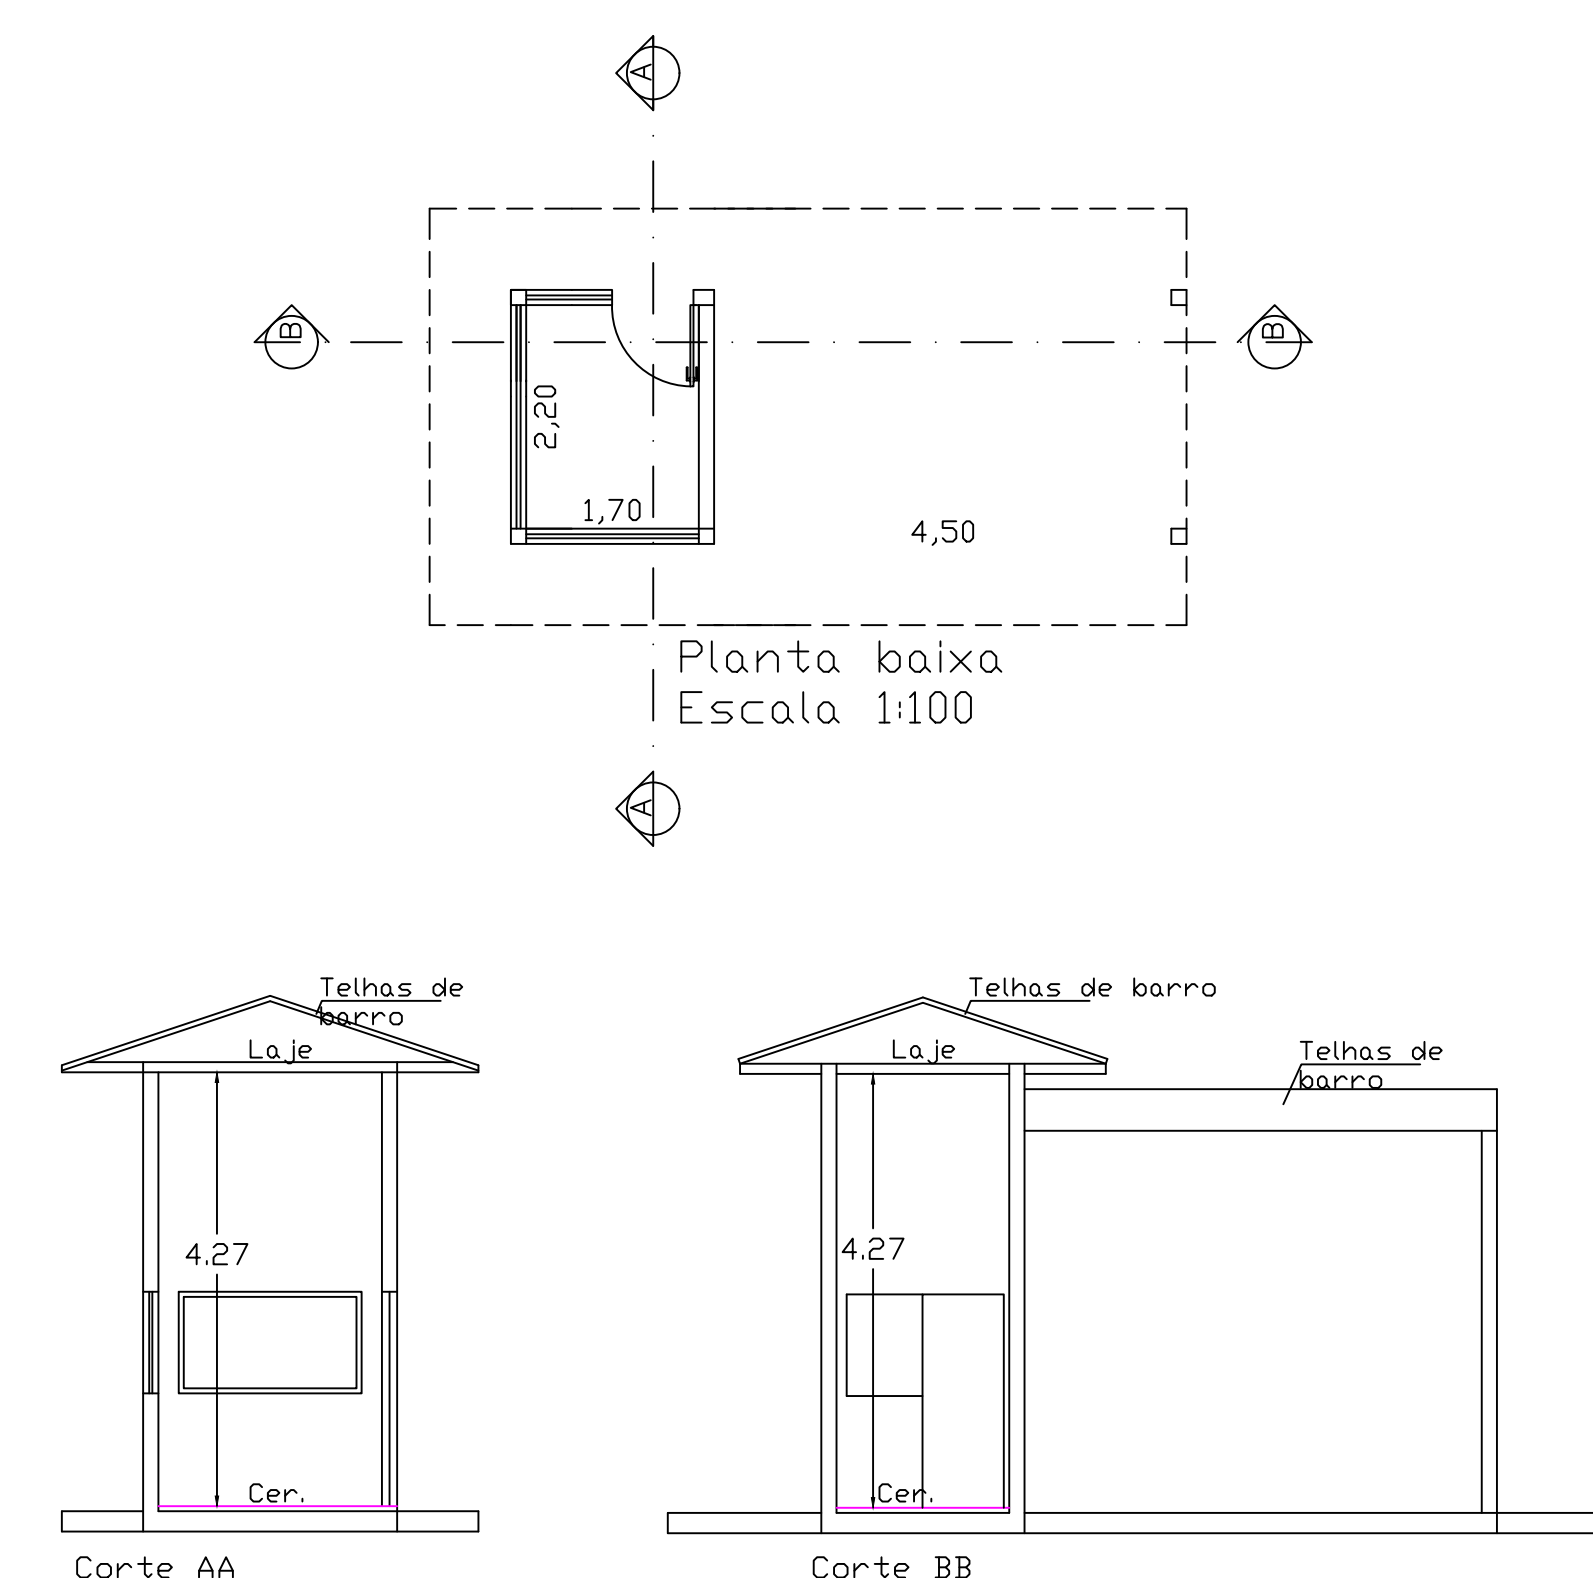 A
B
B
2,20
1,70
4,50
Planta baixa
Escala 1:100
A
Telhas de
barro
Laje
4.27
Cer.
Corte AA
Telhas de barro
Laje
Telhas de
barro
4.27
Cer.
Corte BB